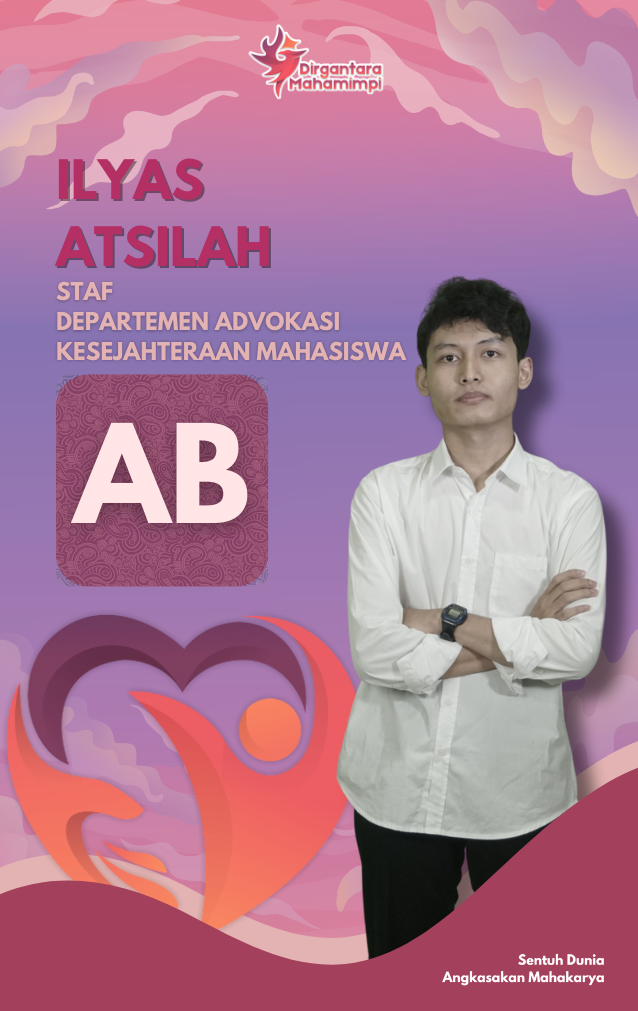 Dirgantara
Mahamimpi
ILYAS
ATSILAH
STAF
DEPARTEMEN ADVOKASI
KESEJAHTERAAN MAHASISWA
AB
Sentuh Dunia
Angkasakan Mahakarya